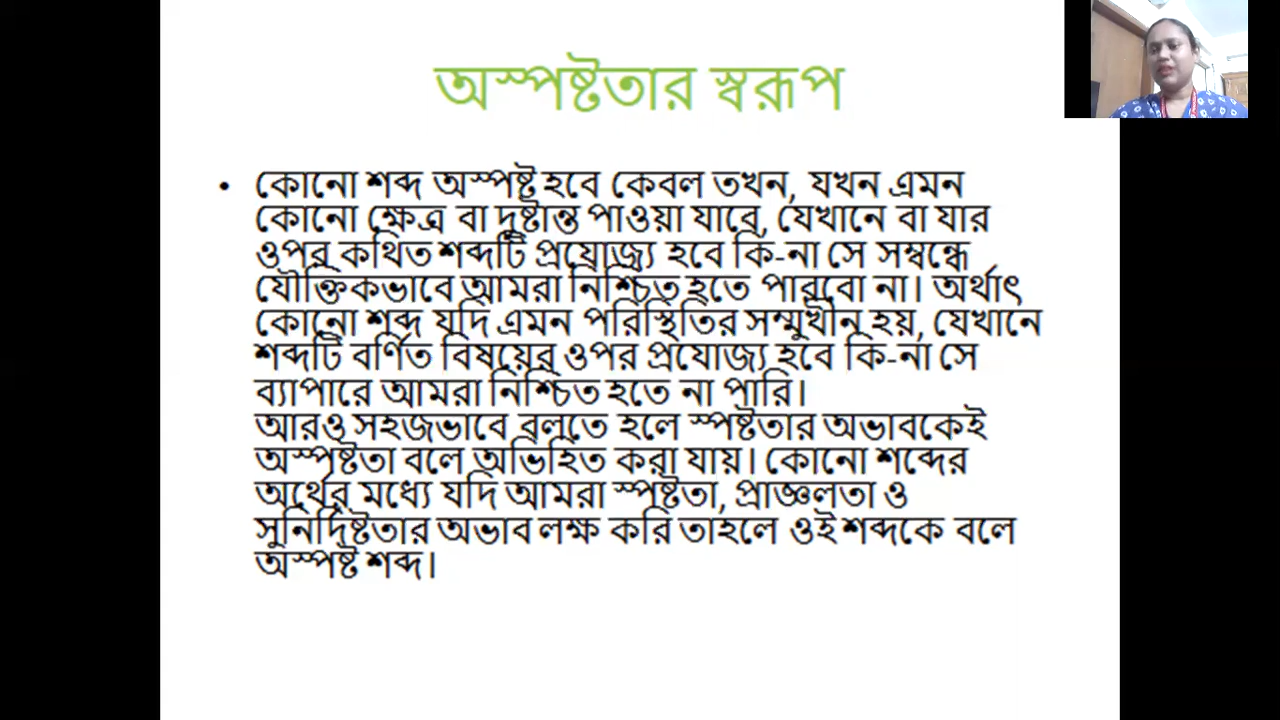 অস্পষ্টতার স্বরূপ
• কোনো শব্দ অস্পষ্ট হবে কেবল তখন, যখন এমন
কোনো ক্ষেত্র বা দৃষ্টান্ত পাওয়া যাবে, যেখানে বা যার
ওপর কথিত শব্দটি প্রযোজ্য হবে কি-না সে সম্বন্ধে
যৌক্তিকভাবে আমরা নিশ্চিত হতে পারবো না। অর্থাৎ
কোনো শব্দ যদি এমন পরিস্থিতির সম্মুখীন হয়, যেখানে
শব্দটি বর্ণিত বিষয়ের ওপর প্রযোজ্য হবে কি-না সে
ব্যাপারে আমরা নিশ্চিত হতে না পারি।
আরও সহজভাবে বলতে হলে স্পষ্টতার অভাবকেই
অস্পষ্টতা বলে অভিহিত করা যায়। কোনো শব্দের
অর্থের মধ্যে যদি আমরা স্পষ্টতা, প্রাজ্ঞলতা ও
সুনির্দিষ্টতার অভাব লক্ষ করি তাহলে ওই শব্দকে বলে
অস্পষ্ট শব্দ।